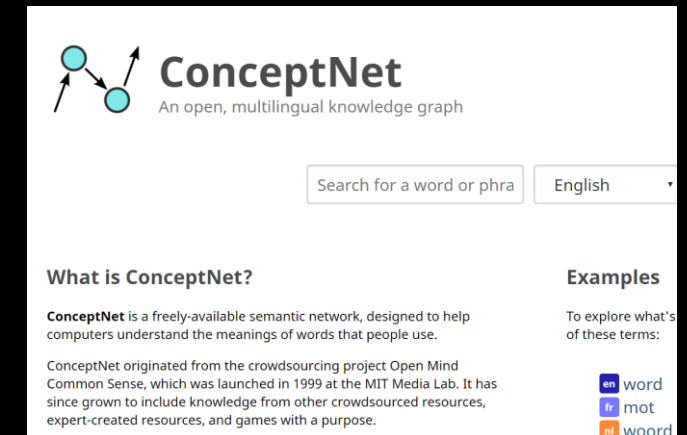 ConceptNet
An open, multilingual knowledge graph
Search for a word or phra
English
What is ConceptNet?
ConceptNet is a freely-available semantic network, designed to help
computers understand the meanings of words that people use.
ConceptNet originated from the crowdsourcing project Open Mind
Common Sense, which was launched in 1999 at the MIT Media Lab. It has
since grown to include knowledge from other crowdsourced resources,
expert-created resources, and games with a purpose.
Examples
To explore what's
of these terms:
en word
fr mot
nl woord